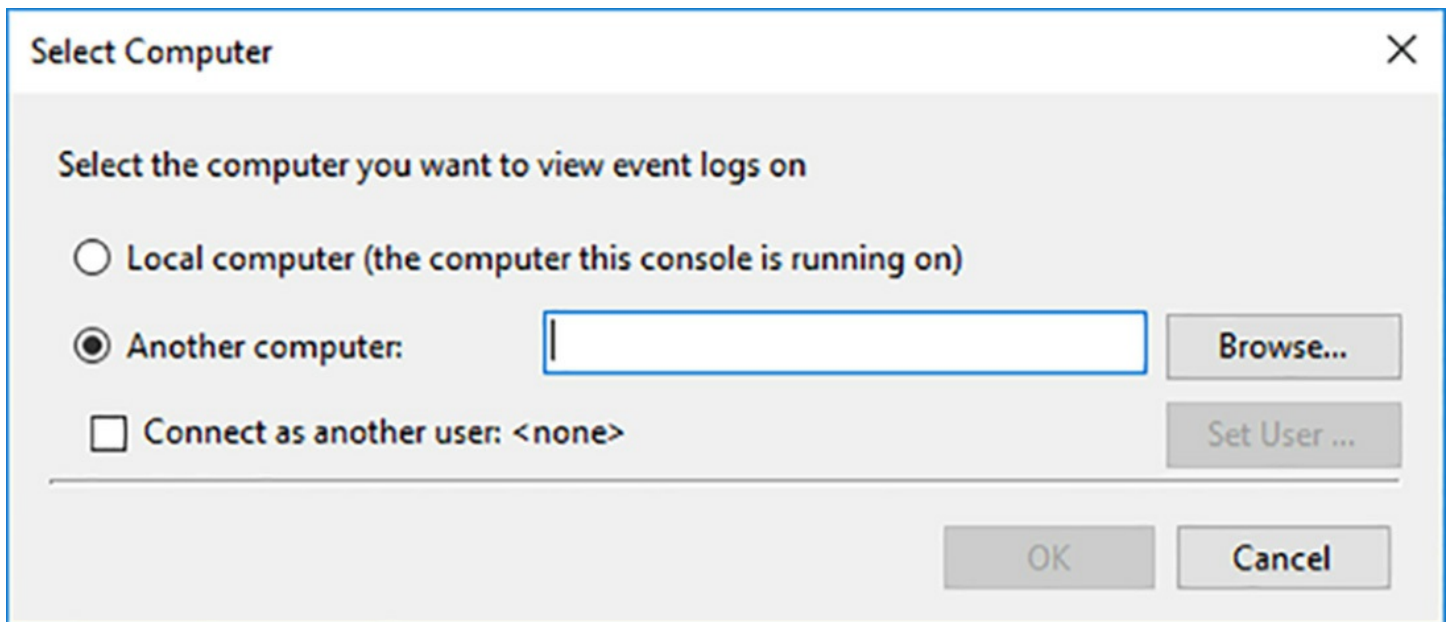 Select Computer
Select the computer you want to view event logs on
Local computer (the computer this console is running on)
Another computer:
Browse...
Connect as another user: <none>
Set User ...
OK
Cancel